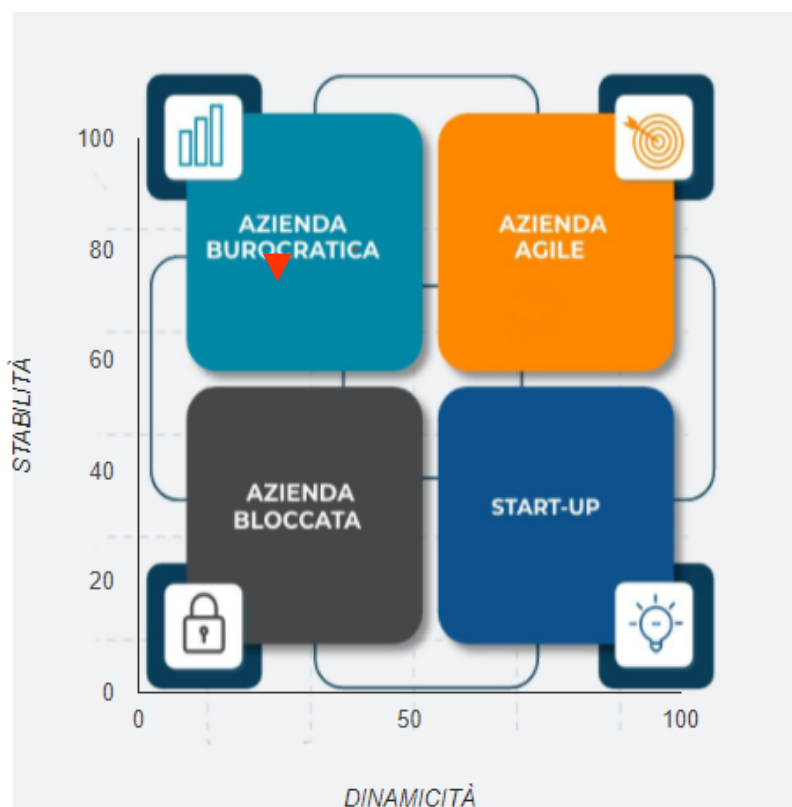 100
80
60
40
20
0
STABILITÀ
AZIENDA
BUROCRATICA
AZIENDA
AGILE
AZIENDA
BLOCCATA
START-UP
0
50
100
DINAMICITÀ